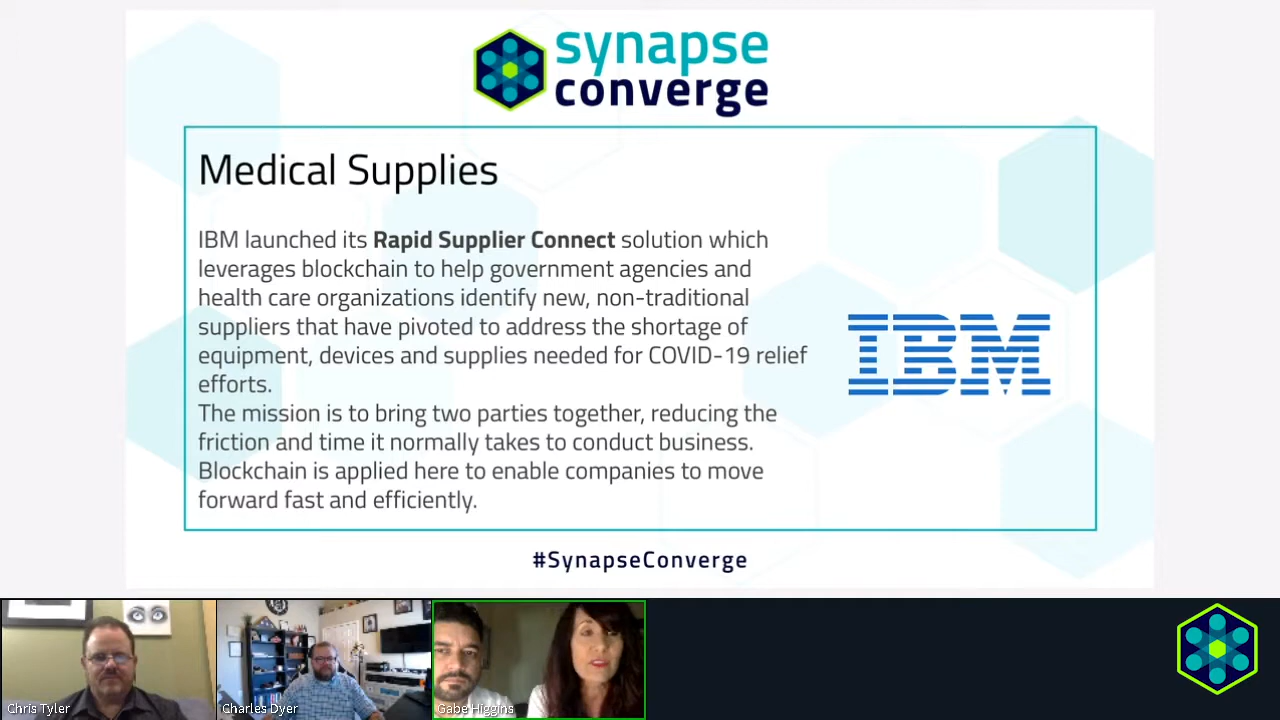 synapse
converge
Medical Supplies
IBM launched its Rapid Supplier Connect solution which
leverages blockchain to help government agencies and
health care organizations identify new, non-traditional
suppliers that have pivoted to address the shortage of
equipment, devices and supplies needed for COVID-19 relief
efforts.
The mission is to bring two parties together, reducing the
friction and time it normally takes to conduct business.
Blockchain is applied here to enable companies to move
forward fast and efficiently.
IBM
#SynapseConverge
Chris Tyler
Charles Dyer
Gabe Higgins